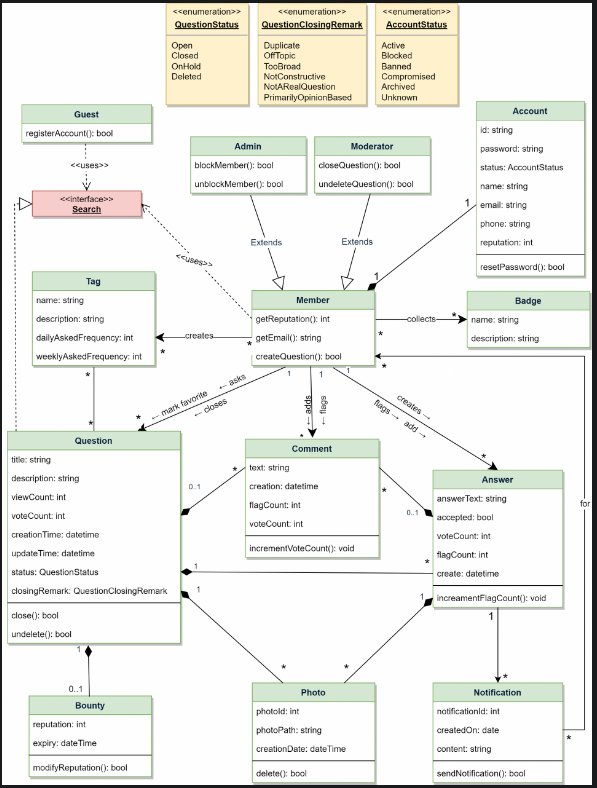 <<enumeration>>
QuestionStatus
Open
Closed
OnHold
Deleted
<<enumeration>>
QuestionClosingRemark
Duplicate
OffTopic
TooBroad
NotConstructive
NotARealQuestion
PrimarilyOpinionBased
<<enumeration>>
AccountStatus
Active
Blocked
Banned
Compromised
Archived
Unknown
Guest
registerAccount(): bool
<<uses>>
<<interface>>
Search
Admin
blockMember(): bool
unblockMember(): bool
Moderator
closeQuestion(): bool
undeleteQuestion(): bool
Account
id: string
password: string
status: AccountStatus
name: string
email: string
phone: string
reputation: int
resetPassword(): bool
Extends
Extends
<<uses>>
1
1
Tag
name: string
description: string
dailyAskedFrequency: int
weeklyAskedFrequency: int
Member
getReputation(): int
getEmail(): string
createQuestion(): bool
Badge
name: string
description: string
creates
*
*
collects
*
*
*
*
*
1
1
1
← asks
← mark favorite
← closes
*
← adds
← flags
*
creates →
flags →
add →
*
Question
title: string
description: string
viewCount: int
voteCount: int
creationTime: datetime
updateTime: datetime
status: QuestionStatus
closingRemark: QuestionClosingRemark
close(): bool
undelete(): bool
Comment
text: string
creation: datetime
flagCount: int
voteCount: int
incrementVoteCount(): void
Answer
answerText: string
accepted: bool
voteCount: int
flagCount: int
create: datetime
increamentFlagCount(): void
0..1
*
*
0..1
for
1
*
1
*
1
*
1
*
1
0..1
Bounty
reputation: int
expiry: dateTime
modifyReputation(): bool
Photo
photoId: int
photoPath: string
creationDate: dateTime
delete(): bool
Notification
notificationId: int
createdOn: date
content: string
sendNotification(): bool
*